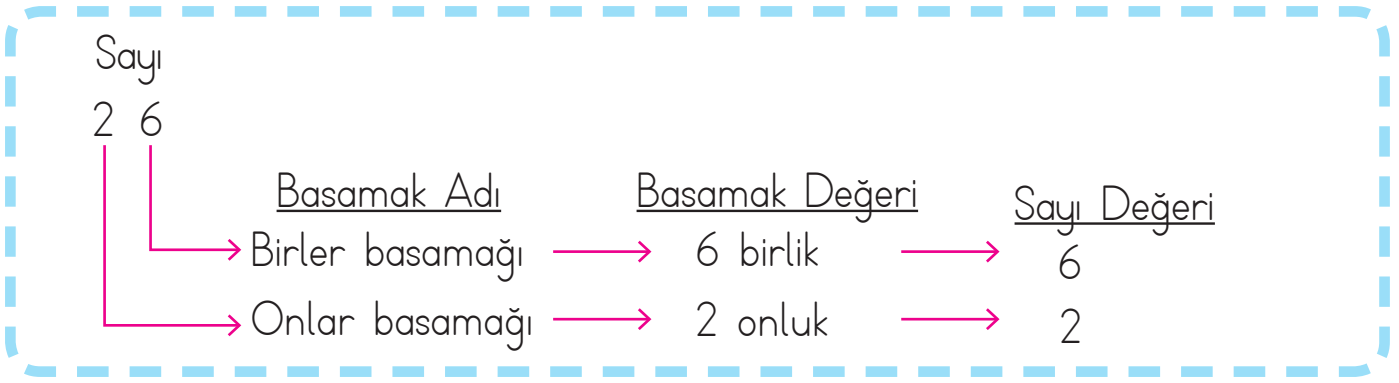 Sayı
2 6
Basamak Adı Basamak Değeri Sayı Değeri
Birler basamağı 6 birlik 6
Onlar basamağı 2 onluk 2